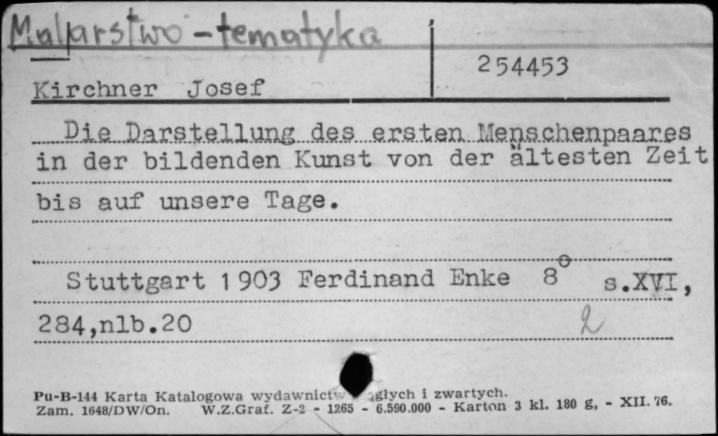 Malarstwo - tematyka
254453
Kirchner Josef
Die Darstellung des ersten Menschenpaares
in der bildenden Kunst von der ältesten Zeit
bis auf unsere Tage.
Stuttgart 1903 Ferdinand Enke 8° s.XVI,
284,nlb.20
2
Pu-B-144 Karta Katalogowa wydawnictw głych i zwartych.
Zam. 1648/DW/On. W.Z.Graf. Z-2 - 1265 - 6.590.000 - Karton 3 kl. 180 g, - XII. 76.